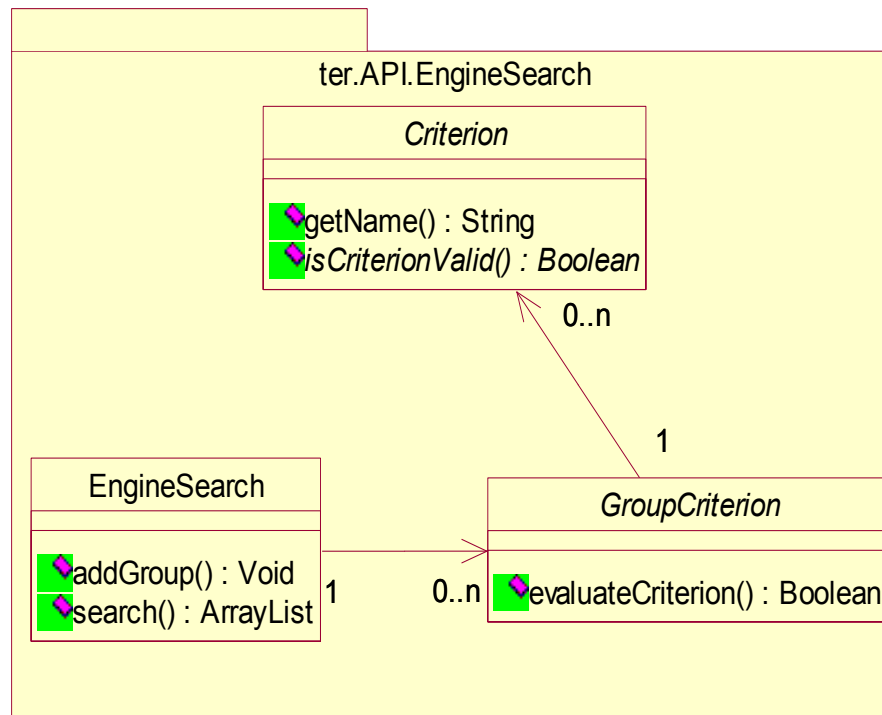 ter.API.EngineSearch
Criterion
getName() : String
isCriterionValid() : Boolean
0..n
1
EngineSearch
addGroup() : Void
search() : ArrayList
1
0..n
GroupCriterion
evaluateCriterion() : Boolean